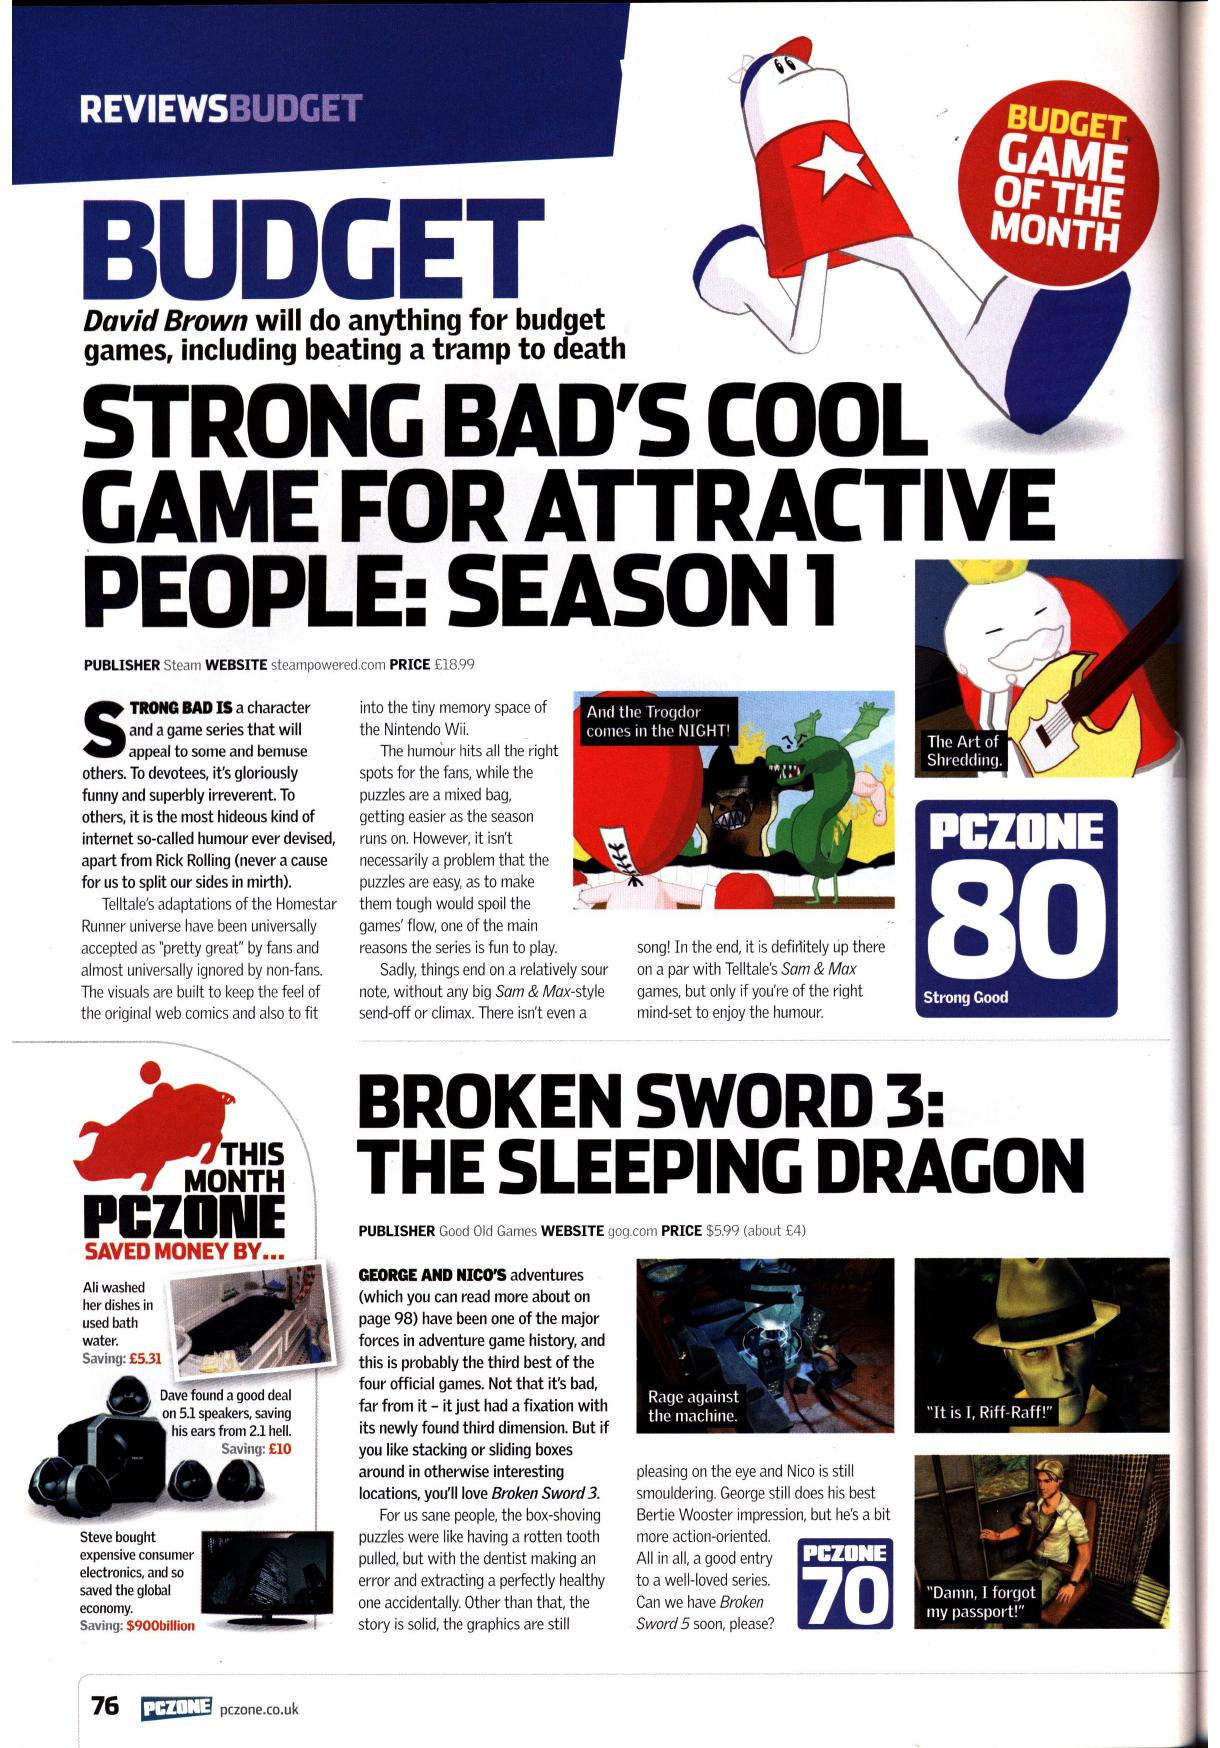 REVIEWSBUDGET
BUDGET
GAME
OF THE
MONTH
BUDGET
David Brown will do anything for budget
games, including beating a tramp to death
STRONG BAD'S COOL
GAME FOR ATTRACTIVE
PEOPLE: SEASON 1
PUBLISHER Steam WEBSITE steampowered.com PRICE £18.99
STRONG BAD IS a character
and a game series that will
appeal to some and bemuse
others. To devotees, it's gloriously
funny and superbly irreverent. To
others, it is the most hideous kind of
internet so-called humour ever devised,
apart from Rick Rolling (never a cause
for us to split our sides in mirth).
Telltale's adaptations of the Homestar
Runner universe have been universally
accepted as "pretty great" by fans and
almost universally ignored by non-fans.
The visuals are built to keep the feel of
the original web comics and also to fit
into the tiny memory space of
the Nintendo Wii.
The humour hits all the right
spots for the fans, while the
puzzles are a mixed bag,
getting easier as the season
runs on. However, it isn't
necessarily a problem that the
puzzles are easy, as to make
them tough would spoil the
games' flow, one of the main
reasons the series is fun to play.
Sadly, things end on a relatively sour
note, without any big Sam & Max-style
send-off or climax. There isn't even a
song! In the end, it is definitely up there
on a par with Telltale's Sam & Max
games, but only if you're of the right
mind-set to enjoy the humour.
And the Trogdor
comes in the NIGHT!
The Art of
Shredding.
PCZONE
80
Strong Good
THIS
MONTH
PCZONE
SAVED MONEY BY...
Ali washed
her dishes in
used bath
water.
Saving: £5.31
Dave found a good deal
on 5.1 speakers, saving
his ears from 2.1 hell.
Saving: £10
Steve bought
expensive consumer
electronics, and so
saved the global
economy.
Saving: $900billion
BROKEN SWORD 3:
THE SLEEPING DRAGON
PUBLISHER Good Old Games WEBSITE gog.com PRICE $5.99 (about £4)
GEORGE AND NICO'S adventures
(which you can read more about on
page 98) have been one of the major
forces in adventure game history, and
this is probably the third best of the
four official games. Not that it's bad,
far from it – it just had a fixation with
its newly found third dimension. But if
you like stacking or sliding boxes
around in otherwise interesting
locations, you'll love Broken Sword 3.
For us sane people, the box-shoving
puzzles were like having a rotten tooth
pulled, but with the dentist making an
error and extracting a perfectly healthy
one accidentally. Other than that, the
story is solid, the graphics are still
pleasing on the eye and Nico is still
smouldering. George still does his best
Bertie Wooster impression, but he's a bit
more action-oriented.
All in all, a good entry
to a well-loved series.
Can we have Broken
Sword 5 soon, please?
Rage against
the machine.
"It is I, Riff-Raff!"
"Damn, I forgot
my passport!"
PCZONE
70
76 PCZONE pczone.co.uk